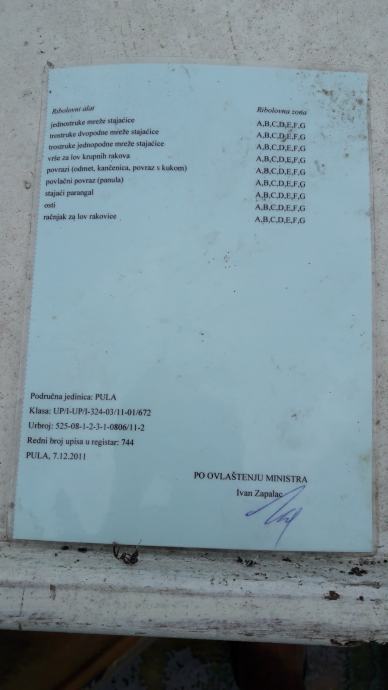 Ribolovni alat Ribolovna zona
jednostruke mreže stajaćice A,B,C,D,E,F,G
trostruke dvopodne mreže stajaćice A,B,C,D,E,F,G
trostruke jednopodne mreže stajaćice A,B,C,D,E,F,G
vrše za lov krupnih rakova A,B,C,D,E,F,G
povrazi (odmet, kančenica, povraz s kukom) A,B,C,D,E,F,G
povlačni povraz (panula) A,B,C,D,E,F,G
stajaći parangal A,B,C,D,E,F,G
osti A,B,C,D,E,F,G
račnjak za lov rakovice A,B,C,D,E,F,G
Područna jedinica: PULA
Klasa: UP/I-UP/I-324-03/11-01/672
Urbroj: 525-08-1-2-3-1-0806/11-2
Redni broj upisa u registar: 744
PULA, 7.12.2011
PO OVLAŠTENJU MINISTRA
Ivan Zapalac